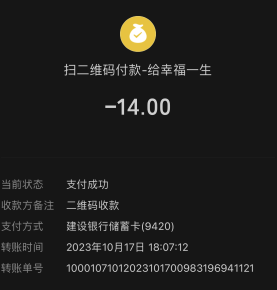 扫二维码付款-给幸福一生
-14.00
当前状态 支付成功
收款方备注 二维码收款
支付方式 建设银行储蓄卡(9420)
转账时间 2023年10月17日 18:07:12
转账单号 1000107101202310170098319694​1121